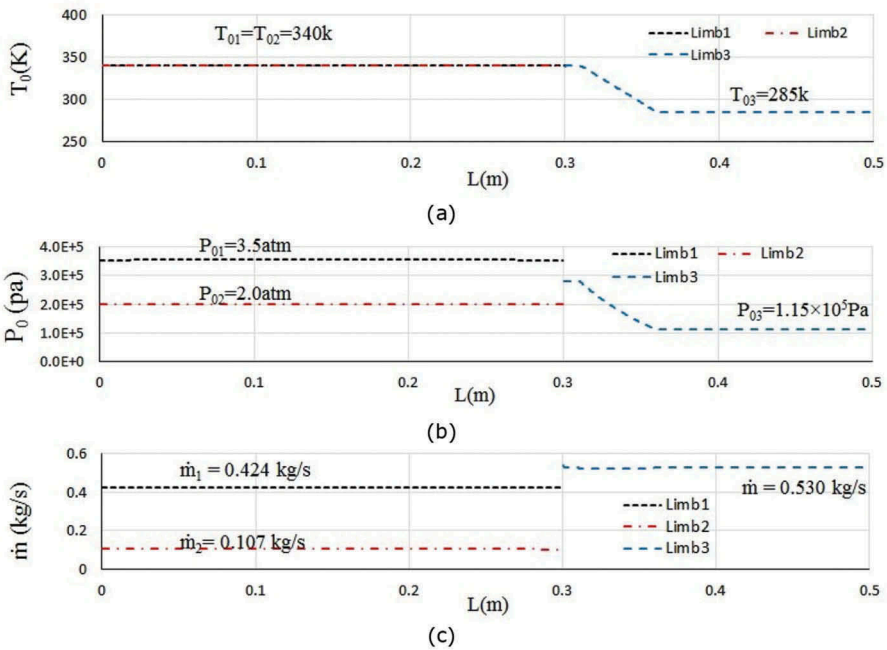 400
350
300
250
T₀(K)
T₀₁=T₀₂=340k
Limb1 Limb2
Limb3
T₀₃=285k
0 0.1 0.2 0.3 0.4 0.5
L(m)
(a)
4.0E+5
3.0E+5
2.0E+5
1.0E+5
0.0E+0
P₀ (pa)
P₀₁=3.5atm
P₀₂=2.0atm
Limb1 Limb2
Limb3
P₀₃=1.15×10⁵Pa
0 0.1 0.2 0.3 0.4 0.5
L(m)
(b)
0.6
0.4
0.2
0
ṁ (kg/s)
ṁ₁ = 0.424 kg/s
ṁ₂= 0.107 kg/s
ṁ = 0.530 kg/s
Limb1
Limb2
Limb3
0 0.1 0.2 0.3 0.4 0.5
L(m)
(c)